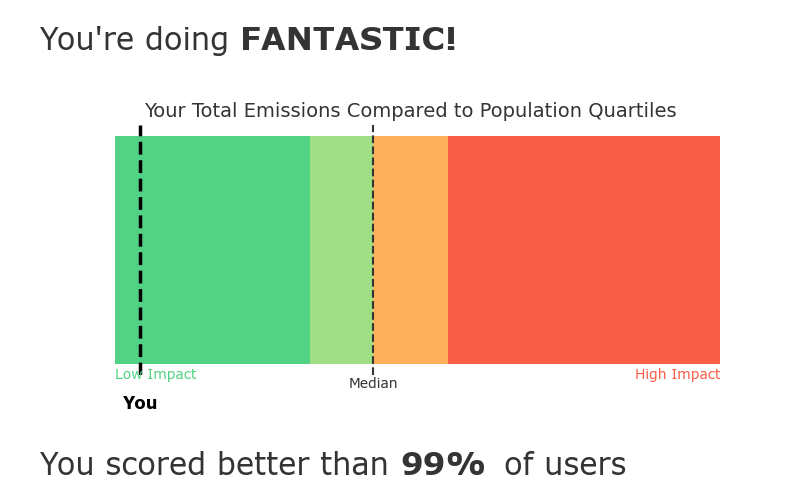 You're doing FANTASTIC!
Your Total Emissions Compared to Population Quartiles
Low Impact
Median
High Impact
You
You scored better than 99% of users